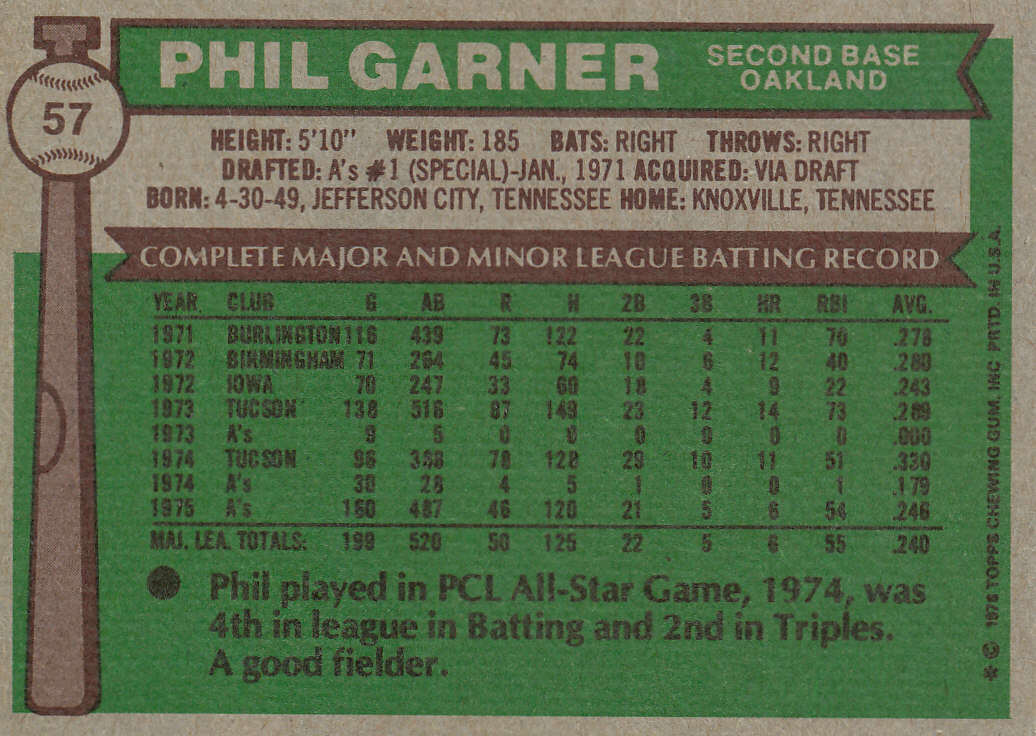 57
PHIL GARNER
SECOND BASE
OAKLAND
HEIGHT: 5'10" WEIGHT: 185 BATS: RIGHT THROWS: RIGHT
DRAFTED: A's #1 (SPECIAL)-JAN., 1971 ACQUIRED: VIA DRAFT
BORN: 4-30-49, JEFFERSON CITY, TENNESSEE HOME: KNOXVILLE, TENNESSEE
COMPLETE MAJOR AND MINOR LEAGUE BATTING RECORD
YEAR CLUB G AB R H 2B 3B HR RBI AVG.
1971 BURLINGTON 116 439 73 122 22 4 11 70 .278
1972 BIRMINGHAM 71 264 45 74 10 6 12 40 .280
1972 IOWA 70 247 33 60 18 4 9 22 .243
1973 TUCSON 138 516 87 149 23 12 14 73 .289
1973 A's 9 5 0 0 0 0 0 0 .000
1974 TUCSON 96 388 78 128 29 10 11 51 .330
1974 A's 30 28 4 5 1 0 0 1 .179
1975 A's 160 487 46 120 21 5 6 54 .246
MAJ. LEA. TOTALS: 199 520 50 125 22 5 6 55 .240
Phil played in PCL All-Star Game, 1974, was
4th in league in Batting and 2nd in Triples.
A good fielder.
* © 1976 TOPPS CHEWING GUM, INC PRTD. IN U.S.A.